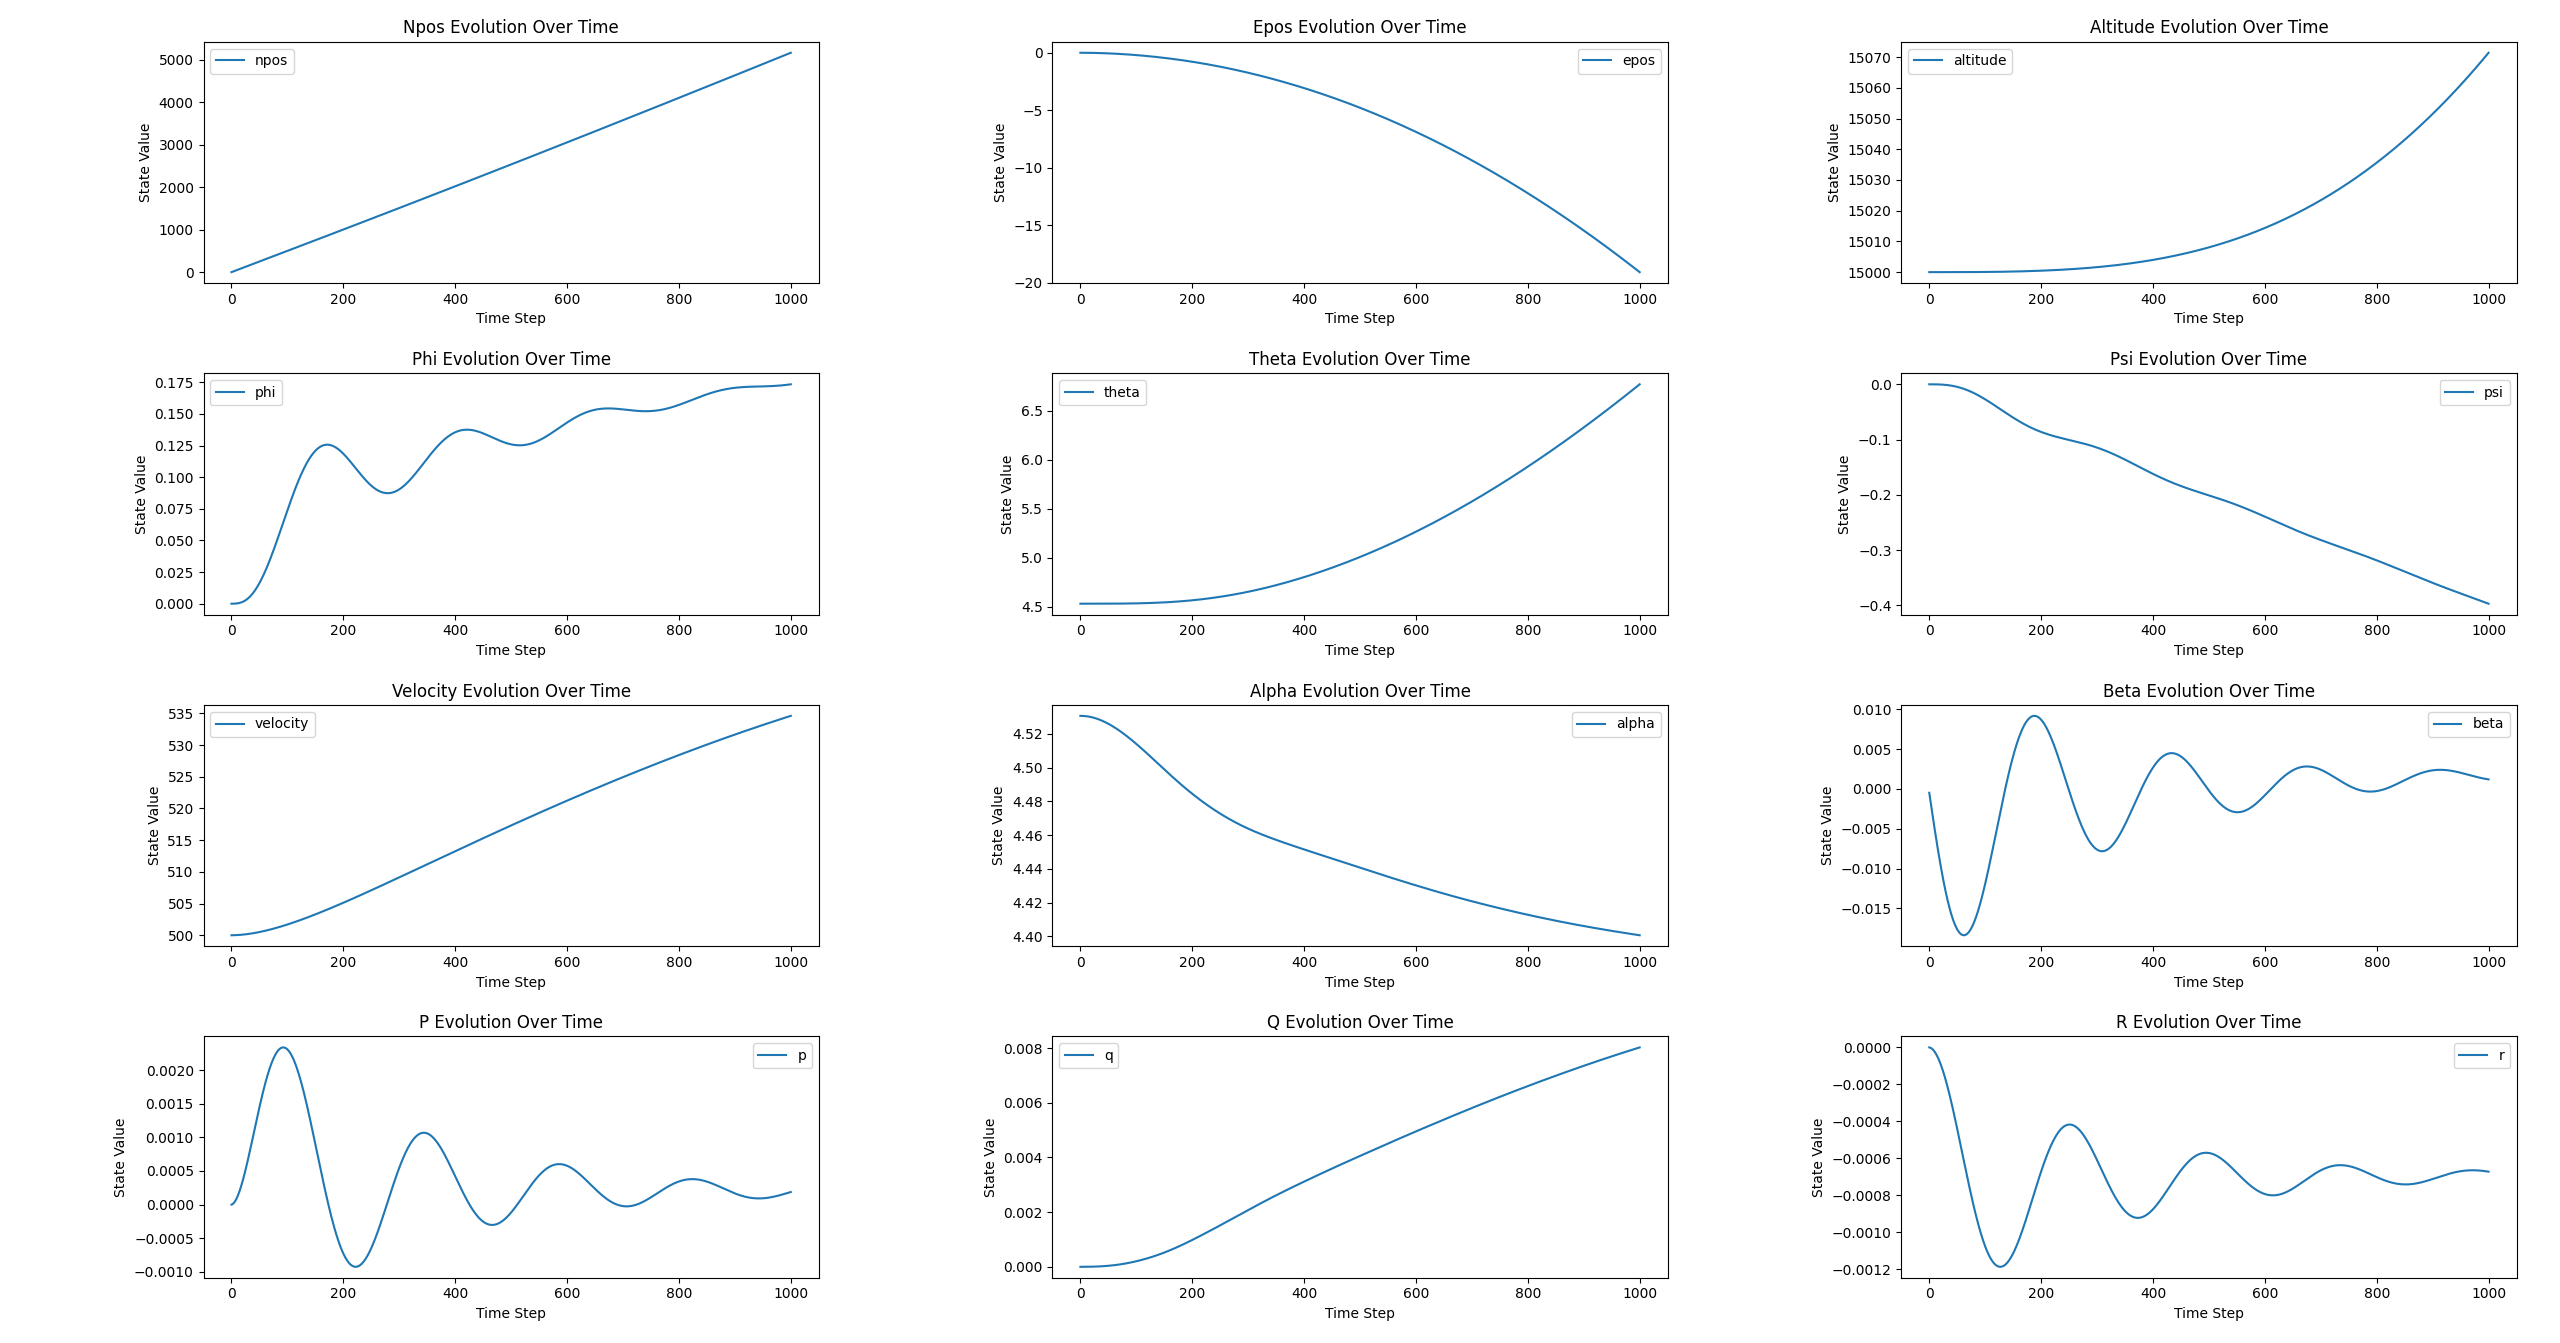 Npos Evolution Over Time
npos
State Value
5000
4000
3000
2000
1000
0
0 200 400 600 800 1000
Time Step
Epos Evolution Over Time
epos
State Value
0
−5
−10
−15
−20
0 200 400 600 800 1000
Time Step
Altitude Evolution Over Time
altitude
State Value
15070
15060
15050
15040
15030
15020
15010
15000
0 200 400 600 800 1000
Time Step
Phi Evolution Over Time
phi
State Value
0.175
0.150
0.125
0.100
0.075
0.050
0.025
0.000
0 200 400 600 800 1000
Time Step
Theta Evolution Over Time
theta
State Value
6.5
6.0
5.5
5.0
4.5
0 200 400 600 800 1000
Time Step
Psi Evolution Over Time
psi
State Value
0.0
−0.1
−0.2
−0.3
−0.4
0 200 400 600 800 1000
Time Step
Velocity Evolution Over Time
velocity
State Value
535
530
525
520
515
510
505
500
0 200 400 600 800 1000
Time Step
Alpha Evolution Over Time
alpha
State Value
4.52
4.50
4.48
4.46
4.44
4.42
4.40
0 200 400 600 800 1000
Time Step
Beta Evolution Over Time
beta
State Value
0.010
0.005
0.000
−0.005
−0.010
−0.015
0 200 400 600 800 1000
Time Step
P Evolution Over Time
p
State Value
0.0020
0.0015
0.0010
0.0005
0.0000
−0.0005
−0.0010
0 200 400 600 800 1000
Time Step
Q Evolution Over Time
q
State Value
0.008
0.006
0.004
0.002
0.000
0 200 400 600 800 1000
Time Step
R Evolution Over Time
r
State Value
0.0000
−0.0002
−0.0004
−0.0006
−0.0008
−0.0010
−0.0012
0 200 400 600 800 1000
Time Step